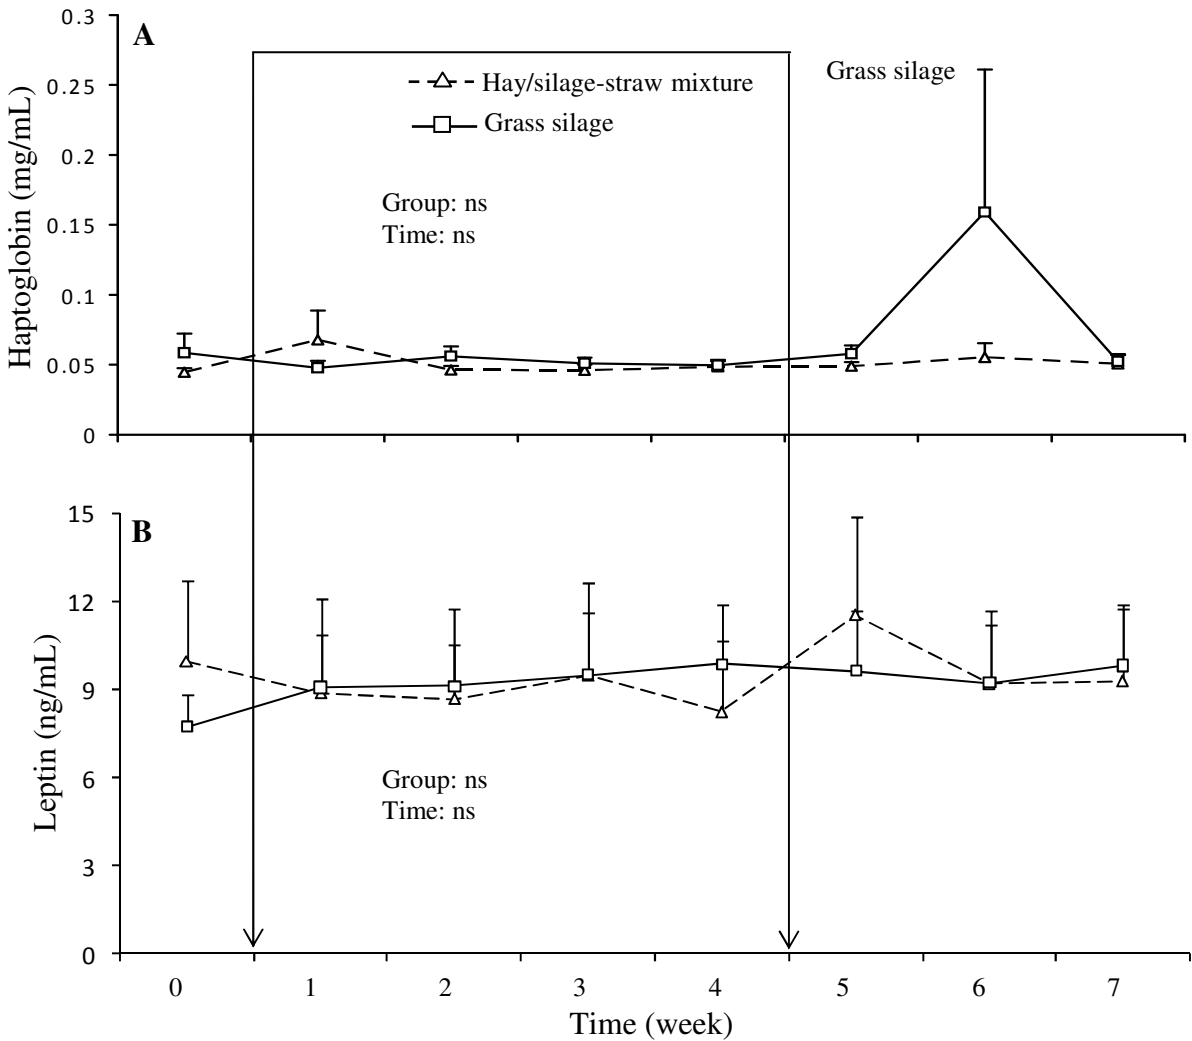 A
Haptoglobin (mg/mL)
0.3
0.25
0.2
0.15
0.1
0.05
0
Hay/silage-straw mixture
Grass silage
Grass silage
Group: ns
Time: ns
B
Leptin (ng/mL)
15
12
9
6
3
0
Group: ns
Time: ns
0 1 2 3 4 5 6 7
Time (week)